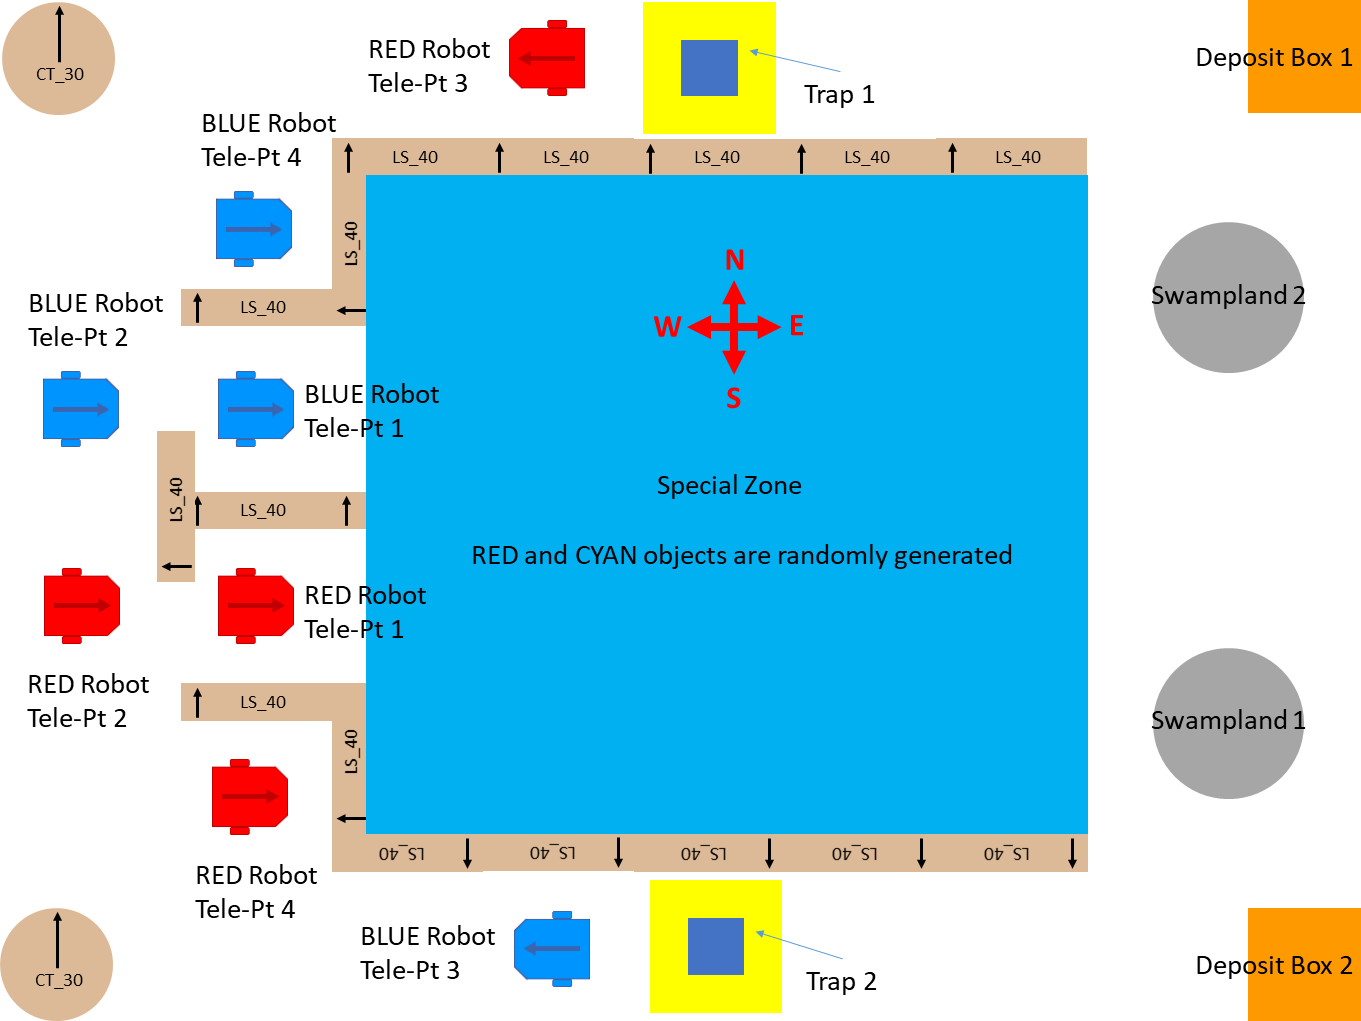 RED Robot
Tele-Pt 3
Deposit Box 1
CT_30
Trap 1
BLUE Robot
Tele-Pt 4
LS_40
LS_40
LS_40
LS_40
LS_40
LS_40
N
W
E
S
BLUE Robot
Tele-Pt 2
LS_40
Swampland 2
BLUE Robot
Tele-Pt 1
Special Zone
LS_40
LS_40
RED and CYAN objects are randomly generated
RED Robot
Tele-Pt 1
RED Robot
Tele-Pt 2
LS_40
LS_40
Swampland 1
LS_40
LS_40
LS_40
LS_40
LS_40
RED Robot
Tele-Pt 4
BLUE Robot
Tele-Pt 3
Trap 2
Deposit Box 2
CT_30